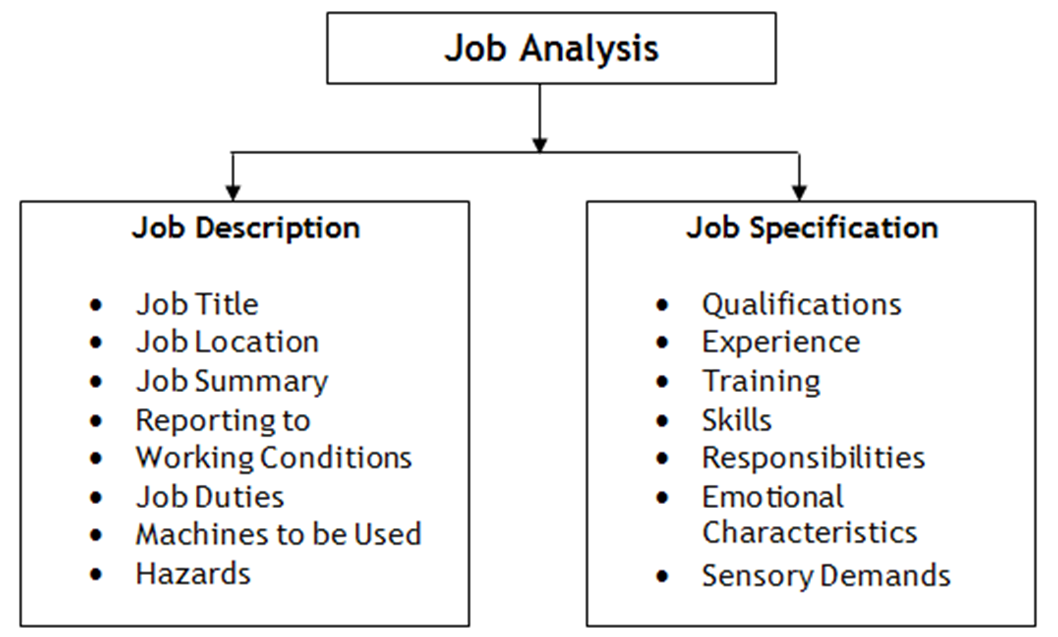 Job Analysis
Job Description
• Job Title
• Job Location
• Job Summary
• Reporting to
• Working Conditions
• Job Duties
• Machines to be Used
• Hazards
Job Specification
• Qualifications
• Experience
• Training
• Skills
• Responsibilities
• Emotional
Characteristics
• Sensory Demands